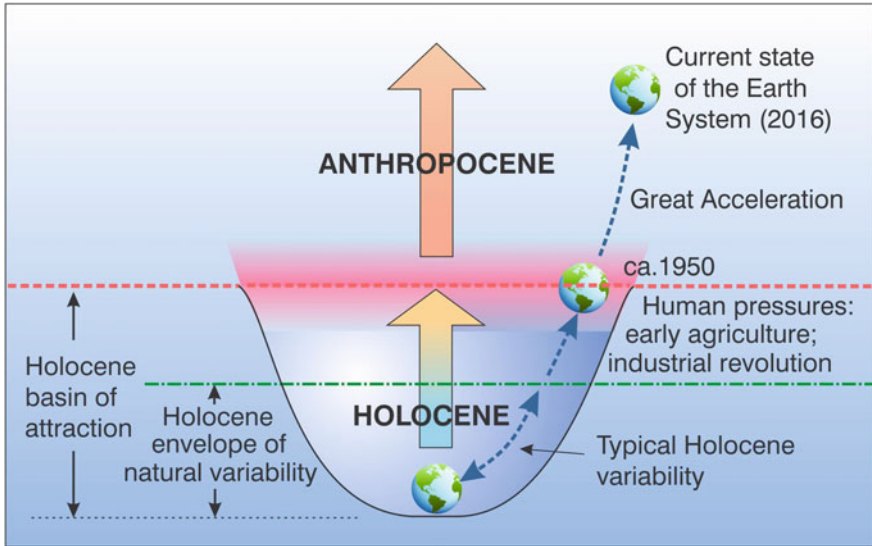 Current state
of the Earth
System (2016)
ANTHROPOCENE
Great Acceleration
ca.1950
Human pressures:
early agriculture;
industrial revolution
Holocene
basin of
attraction
Holocene
envelope of
natural variability
HOLOCENE
Typical Holocene
variability